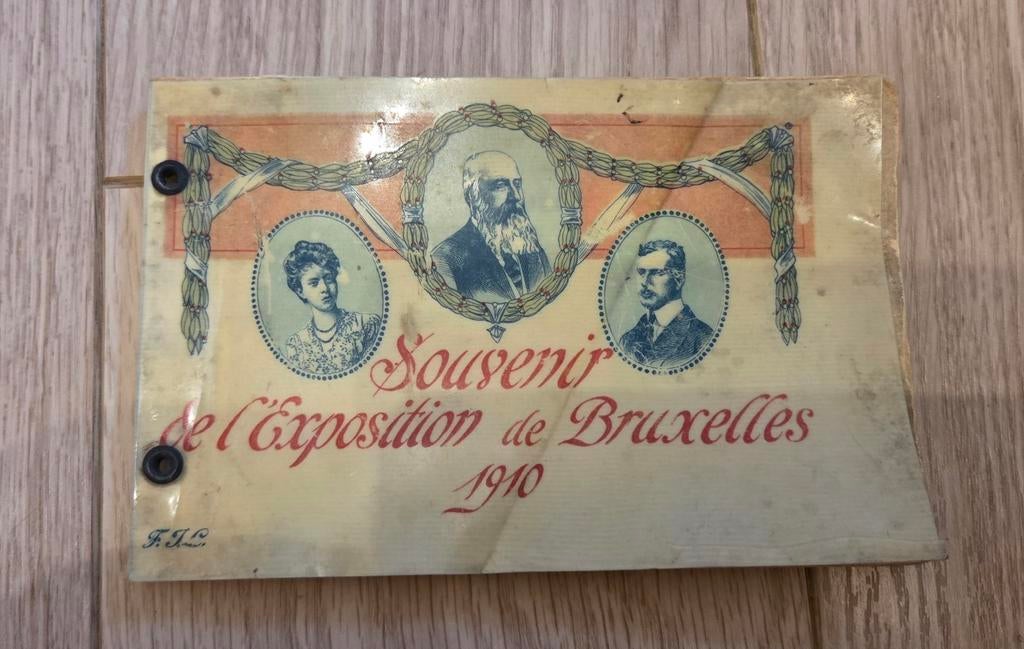 Souvenir
de l'Exposition de Bruxelles
1910
F. J. L.